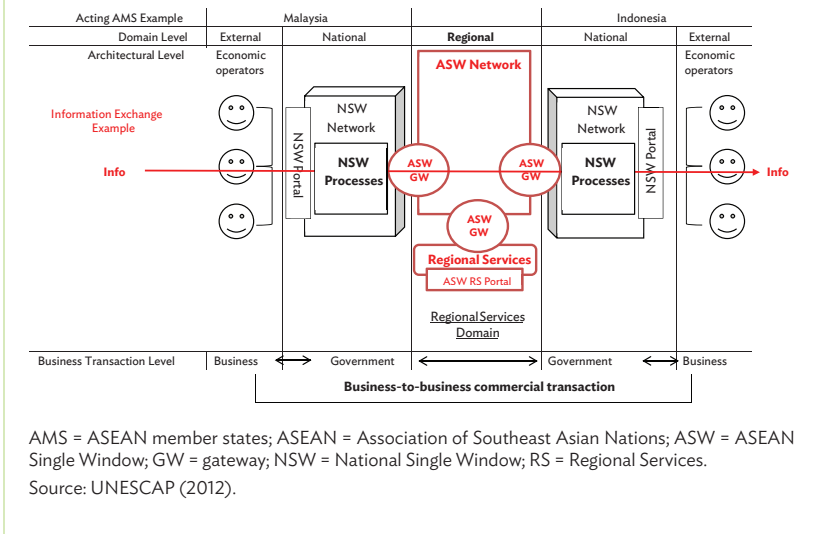 Acting AMS Example Malaysia Indonesia
Domain Level External National Regional National External
Architectural Level Economic operators ASW Network Economic operators
Information Exchange
Example
NSW
Network
NSW
Network
NSW Portal
NSW
Processes
ASW
GW
ASW
GW
NSW
Processes
NSW Portal
Info
Info
ASW
GW
Regional Services
ASW RS Portal
Regional Services
Domain
Business Transaction Level Business Government Government Business
Business-to-business commercial transaction
AMS = ASEAN member states; ASEAN = Association of Southeast Asian Nations; ASW = ASEAN
Single Window; GW = gateway; NSW = National Single Window; RS = Regional Services.
Source: UNESCAP (2012).